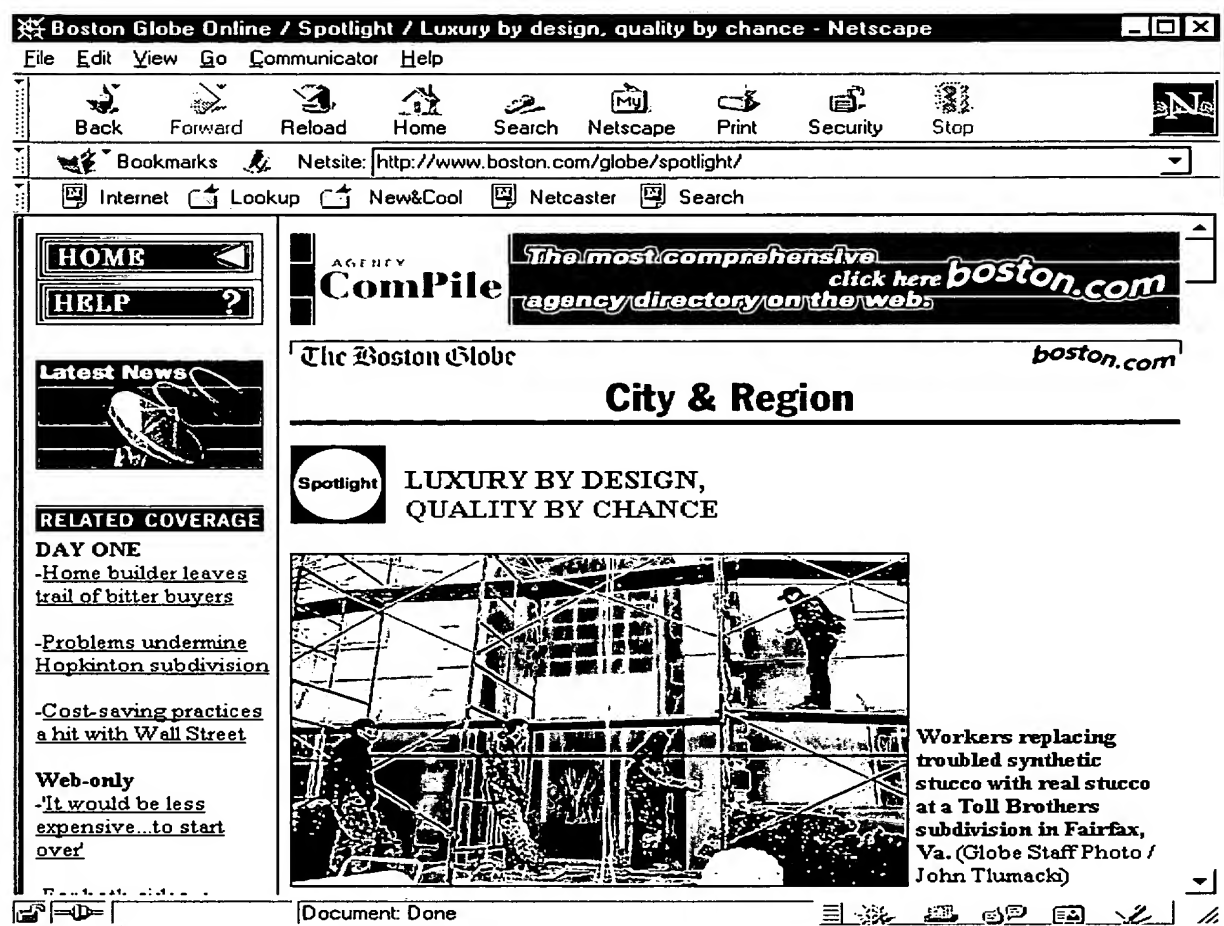 Boston Globe Online / Spotlight / Luxury by design, quality by chance - Netscape
File Edit View Go Communicator Help
My
N
Back Forward Reload Home Search Netscape Print Security Stop
Bookmarks Netsite: http://www.boston.com/globe/spotlight/
Internet Lookup New&Cool Netcaster Search
HOME
HELP ?
Latest News
RELATED COVERAGE
DAY ONE
-Home builder leaves
trail of bitter buyers
-Problems undermine
Hopkinton subdivision
-Cost-saving practices
a hit with Wall Street
Web-only
-'It would be less
expensive...to start
over'
AGENCY
ComPile
The most comprehensive
click here boston.com
agency directory on the web.
The Boston Globe boston.com
City & Region
Spotlight
LUXURY BY DESIGN,
QUALITY BY CHANCE
Workers replacing
troubled synthetic
stucco with real stucco
at a Toll Brothers
subdivision in Fairfax,
Va. (Globe Staff Photo /
John Tlumacki)
Document: Done